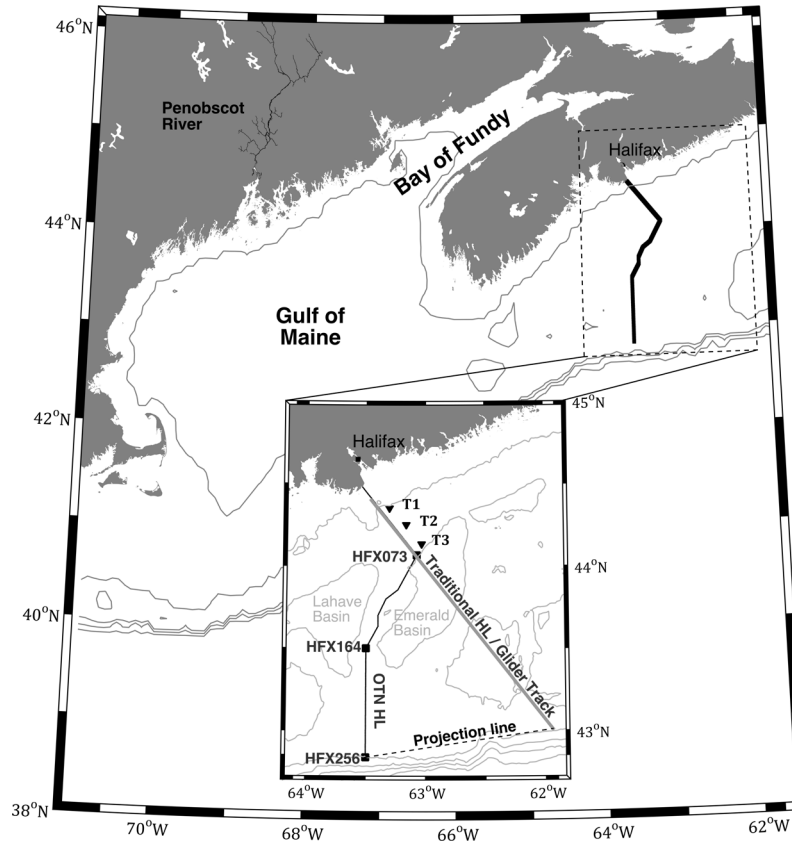 46°N
Penobscot
River
Bay of Fundy
Halifax
44°N
Gulf of
Maine
42°N
45°N
Halifax
T1
T2
T3
HFX073
44°N
Traditional HL / Glider Track
Lahave
Basin
Emerald
Basin
40°N
HFX164
OTN HL
Projection line
43°N
HFX256
64°W
63°W
62°W
38°N
70°W
68°W
66°W
64°W
62°W